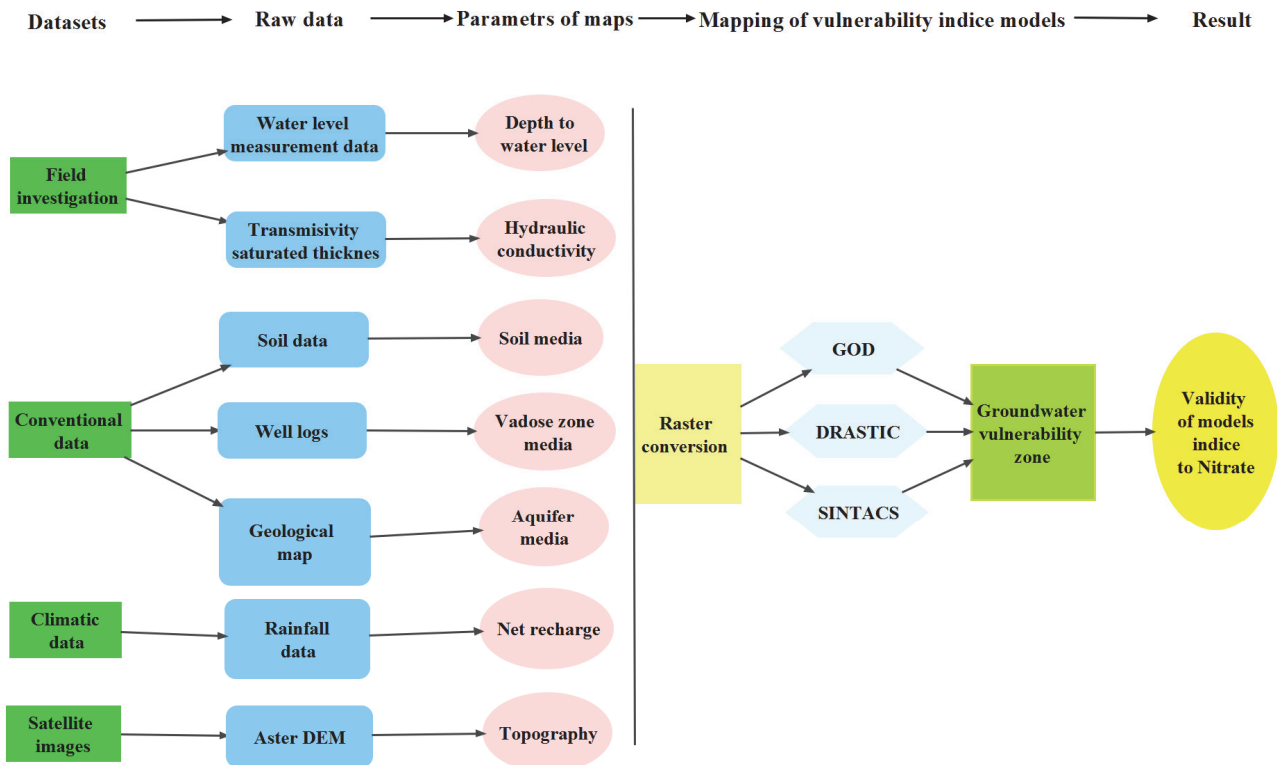 Datasets
Raw data
Parametrs of maps
Mapping of vulnerability indice models
Result
Field
investigation
Water level
measurement data
Depth to
water level
Transmisivity
saturated thicknes
Hydraulic
conductivity
Conventional
data
Soil data
Soil media
Well logs
Vadose zone
media
Geological
map
Aquifer
media
Climatic
data
Rainfall
data
Net recharge
Satellite
images
Aster DEM
Topography
Raster
conversion
GOD
DRASTIC
SINTACS
Groundwater
vulnerability
zone
Validity
of models
indice
to Nitrate